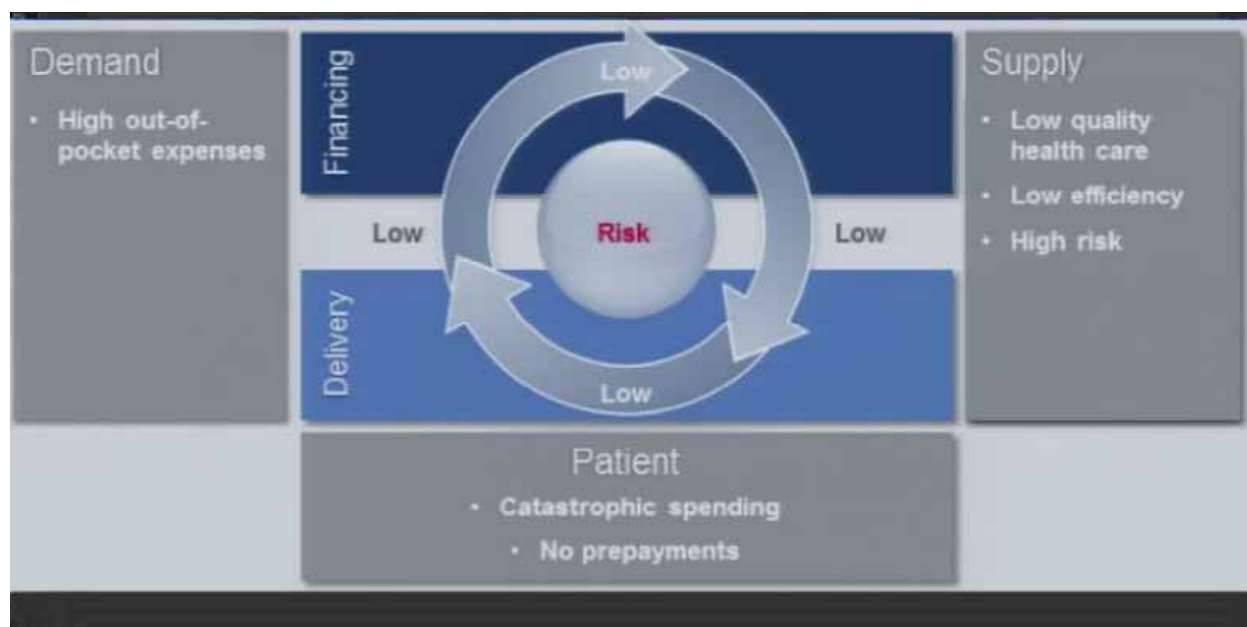 Demand
• High out-of-
pocket expenses
Financing
Low
Low
Risk
Low
Delivery
Low
Supply
• Low quality
health care
• Low efficiency
• High risk
Patient
• Catastrophic spending
• No prepayments